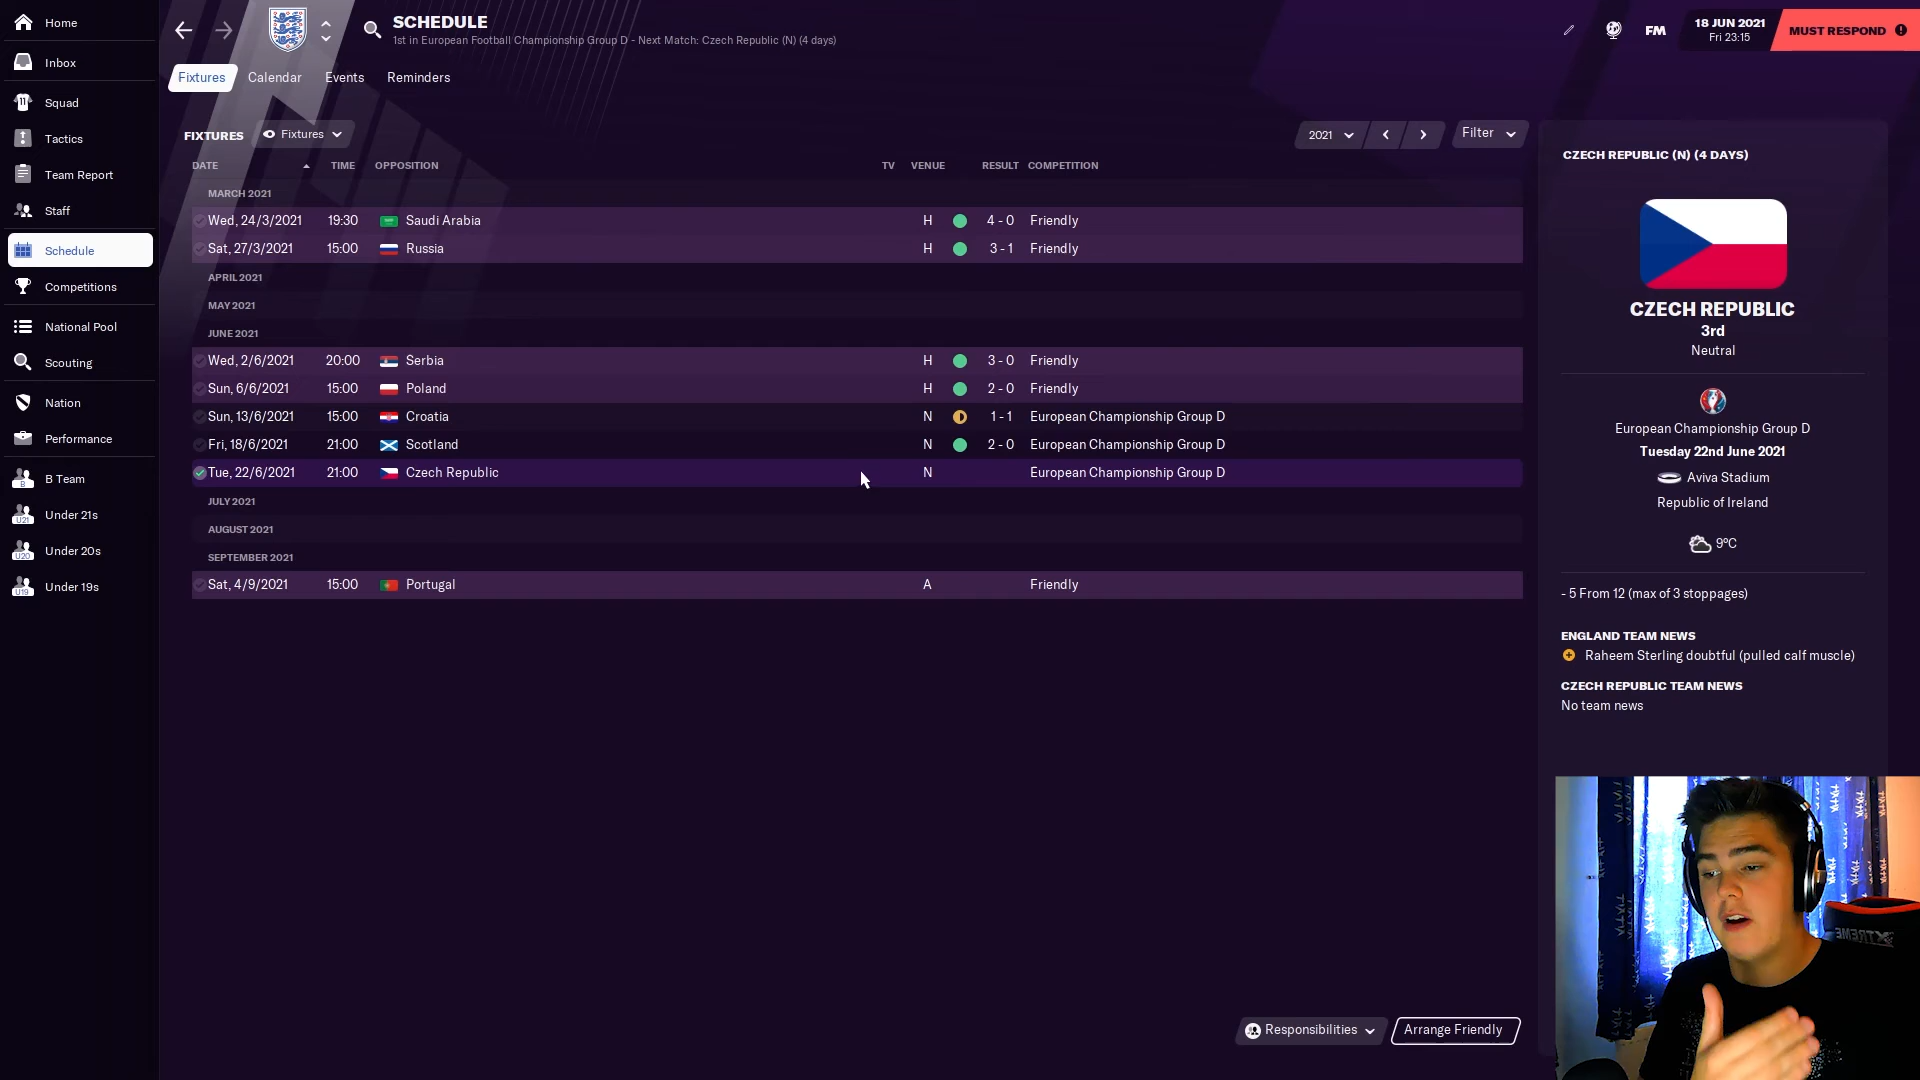 Home
Inbox
Squad
Tactics
Team Report
Staff
Schedule
Competitions
National Pool
Scouting
Nation
Performance
B Team
Under 21s
Under 20s
Under 19s
SCHEDULE
1st in European Football Championship Group D - Next Match: Czech Republic (N) (4 days)
FM
18 JUN 2021
Fri 23:15
MUST RESPOND
Fixtures Calendar Events Reminders
FIXTURES Fixtures 2021 Filter
DATE TIME OPPOSITION TV VENUE RESULT COMPETITION
MARCH 2021
Wed, 24/3/2021 19:30 Saudi Arabia H 4 - 0 Friendly
Sat, 27/3/2021 15:00 Russia H 3 - 1 Friendly
APRIL 2021
MAY 2021
JUNE 2021
Wed, 2/6/2021 20:00 Serbia H 3 - 0 Friendly
Sun, 6/6/2021 15:00 Poland H 2 - 0 Friendly
Sun, 13/6/2021 15:00 Croatia N 1 - 1 European Championship Group D
Fri, 18/6/2021 21:00 Scotland N 2 - 0 European Championship Group D
Tue, 22/6/2021 21:00 Czech Republic N European Championship Group D
JULY 2021
AUGUST 2021
SEPTEMBER 2021
Sat, 4/9/2021 15:00 Portugal A Friendly
Responsibilities Arrange Friendly
CZECH REPUBLIC (N) (4 DAYS)
CZECH REPUBLIC
3rd
Neutral
European Championship Group D
Tuesday 22nd June 2021
Aviva Stadium
Republic of Ireland
9°C
- 5 From 12 (max of 3 stoppages)
ENGLAND TEAM NEWS
Raheem Sterling doubtful (pulled calf muscle)
CZECH REPUBLIC TEAM NEWS
No team news